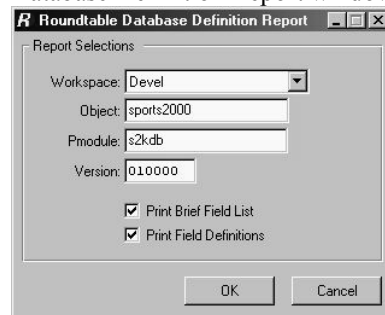 Roundtable Database Definition Report
Report Selections
Workspace: Devel
Object: sports2000
Pmodule: s2kdb
Version: 010000
Print Brief Field List
Print Field Definitions
OK Cancel